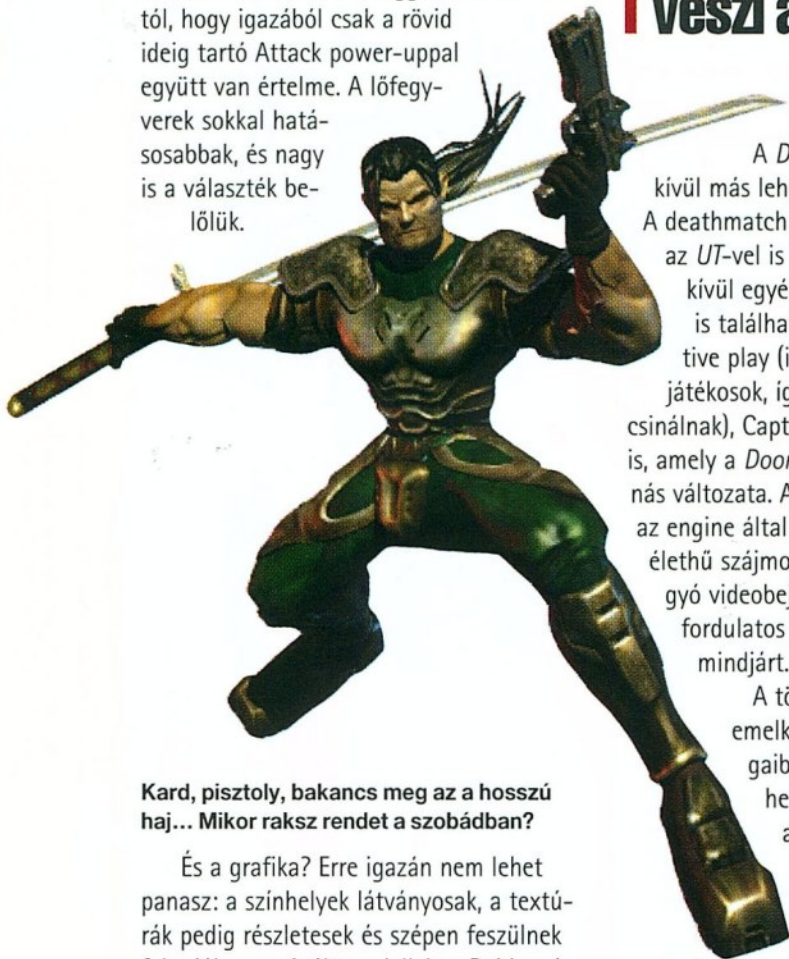 tól, hogy igazából csak a rövid
ideig tartó Attack power-uppal
együtt van értelme. A lőfegy-
verek sokkal hatá-
sosabbak, és nagy
is a választék be-
lőlük.
Kard, pisztoly, bakancs meg az a hosszú
haj... Mikor raksz rendet a szobádban?
És a grafika? Erre igazán nem lehet
panasz: a színhelyek látványosak, a textú-
rák pedig részletesek és szépen feszülnek
veszi a
A D
kívül más leh
A deathmatch
az UT-vel is
kívül egyé
is találha
tive play (i
játékosok, íg
csinálnak), Capt
is, amely a Door
nás változata. A
az engine által
élethű szájmo
gyó videobej
fordulatos
mindjárt.
A tö
emelk
gaib
he
a